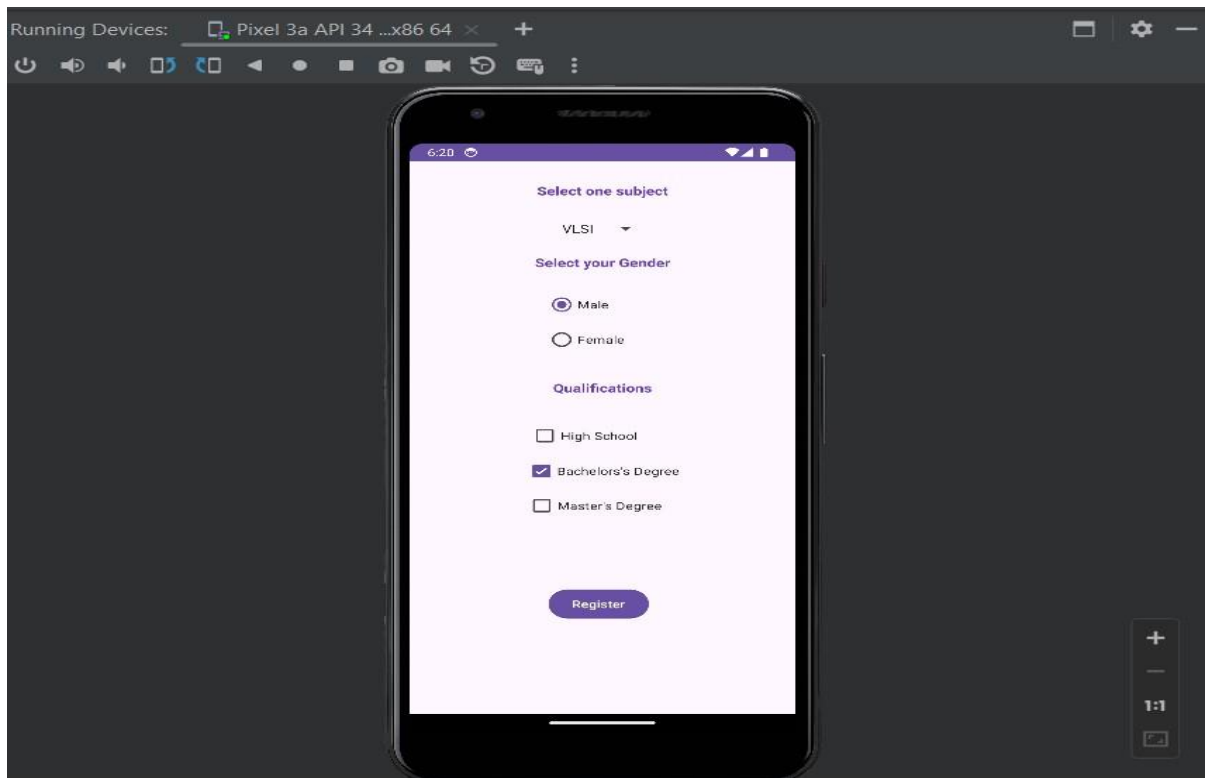 Running Devices: Pixel 3a API 34 ...x86 64
6:20
Select one subject
VLSI
Select your Gender
Male
Female
Qualifications
High School
Bachelors's Degree
Master's Degree
Register
1:1